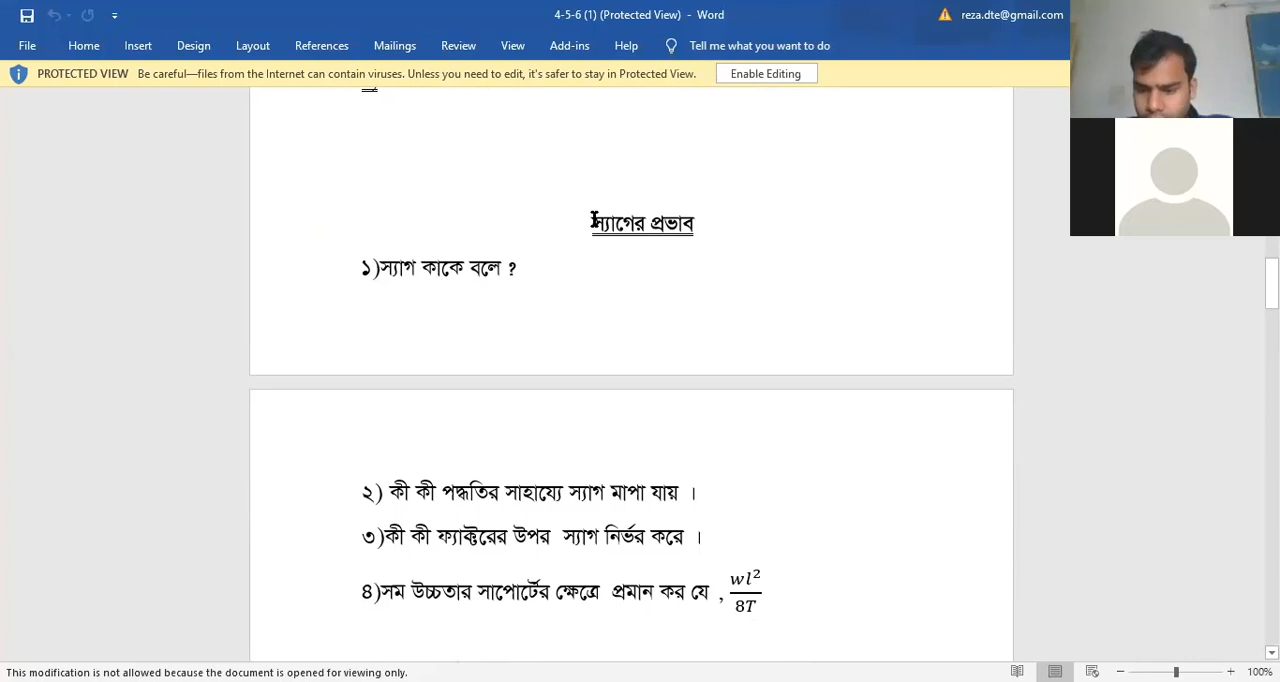 4-5-6 (1) (Protected View) - Word
reza.dte@gmail.com
File Home Insert Design Layout References Mailings Review View Add-ins Help Tell me what you want to do
PROTECTED VIEW Be careful—files from the Internet can contain viruses. Unless you need to edit, it's safer to stay in Protected View. Enable Editing
স্যাগের প্রভাব
১)স্যাগ কাকে বলে ?
২) কী কী পদ্ধতির সাহায্যে স্যাগ মাপা যায় ।
৩)কী কী ফ্যাক্টরের উপর স্যাগ নির্ভর করে ।
৪)সম উচ্চতার সাপোর্টের ক্ষেত্রে প্রমান কর যে , wl²/8T
This modification is not allowed because the document is opened for viewing only.
100%